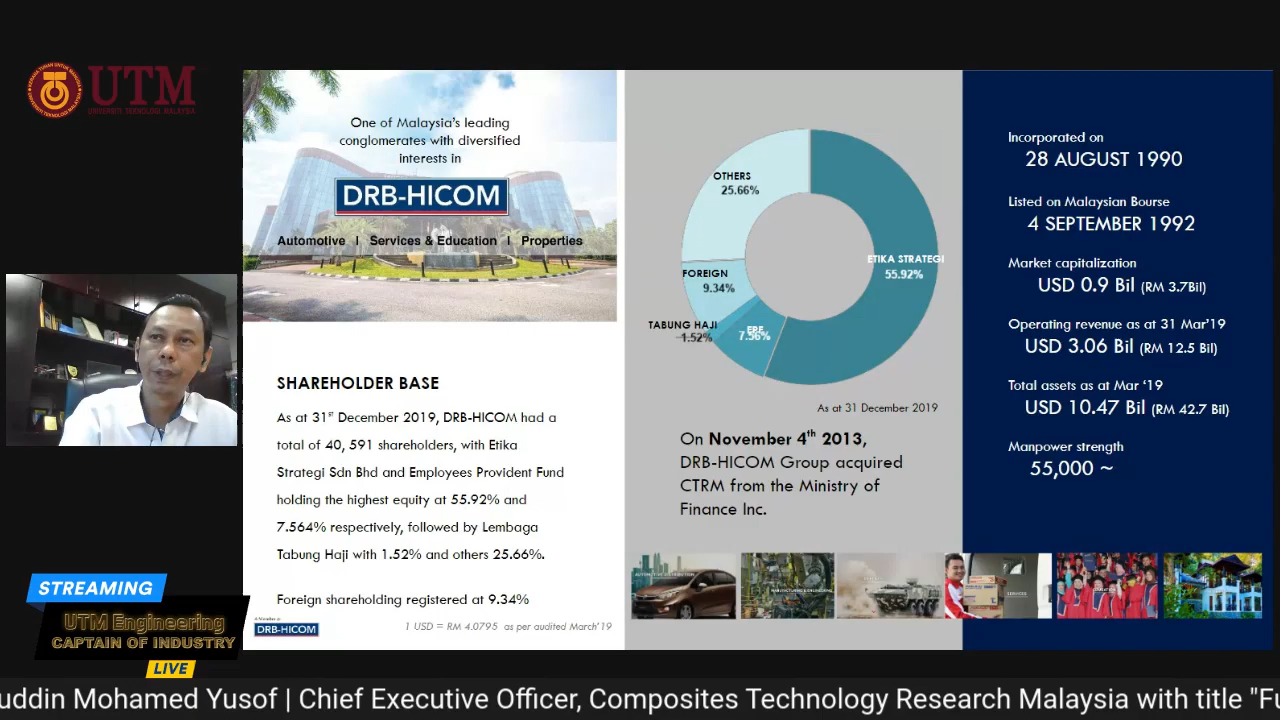 UTM
UNIVERSITI TEKNOLOGI MALAYSIA
One of Malaysia's leading
conglomerates with diversified
interests in
DRB-HICOM
Automotive I Services & Education I Properties
SHAREHOLDER BASE
As at 31st December 2019, DRB-HICOM had a
total of 40, 591 shareholders, with Etika
Strategi Sdn Bhd and Employees Provident Fund
holding the highest equity at 55.92% and
7.564% respectively, followed by Lembaga
Tabung Haji with 1.52% and others 25.66%.
Foreign shareholding registered at 9.34%
A Member of
DRB-HICOM
1 USD = RM 4.0795 as per audited March'19
OTHERS
25.66%
ETIKA STRATEGI
55.92%
FOREIGN
9.34%
TABUNG HAJI
1.52%
EPF
7.56%
As at 31 December 2019
On November 4th 2013,
DRB-HICOM Group acquired
CTRM from the Ministry of
Finance Inc.
Incorporated on
28 AUGUST 1990
Listed on Malaysian Bourse
4 SEPTEMBER 1992
Market capitalization
USD 0.9 Bil (RM 3.7Bil)
Operating revenue as at 31 Mar'19
USD 3.06 Bil (RM 12.5 Bil)
Total assets as at Mar '19
USD 10.47 Bil (RM 42.7 Bil)
Manpower strength
55,000 ~
SERVICES
STREAMING
UTM Engineering
CAPTAIN OF INDUSTRY
LIVE
uddin Mohamed Yusof | Chief Executive Officer, Composites Technology Research Malaysia with title "Fu